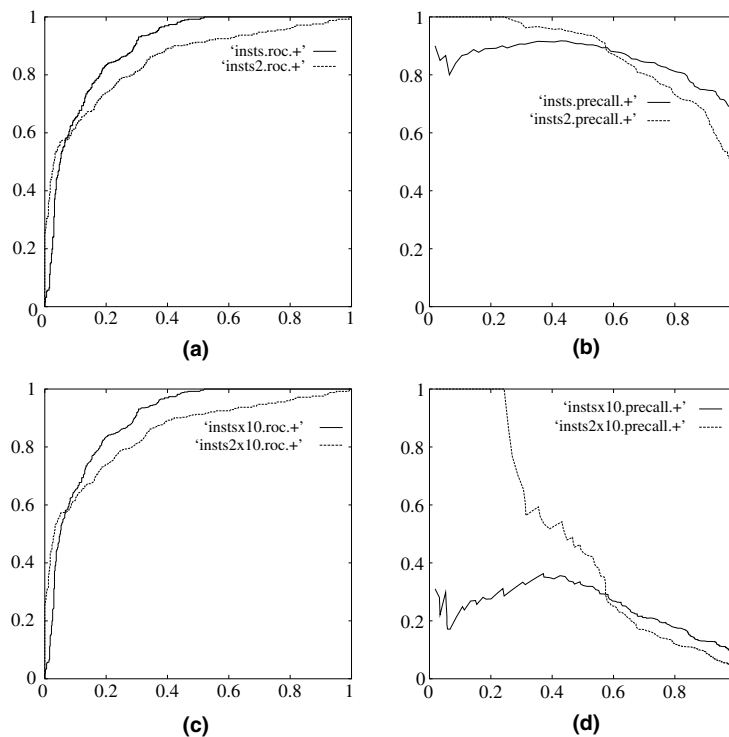 1
0.8
0.6
0.4
0.2
0
0 0.2 0.4 0.6 0.8 1
‘insts.roc.+’
‘insts2.roc.+’
(a)
1
0.8
0.6
0.4
0.2
0
0 0.2 0.4 0.6 0.8
‘insts.precall.+’
‘insts2.precall.+’
(b)
1
0.8
0.6
0.4
0.2
0
0 0.2 0.4 0.6 0.8 1
‘instsx10.roc.+’
‘insts2x10.roc.+’
(c)
1
0.8
0.6
0.4
0.2
0
0 0.2 0.4 0.6 0.8
‘instsx10.precall.+’
‘insts2x10.precall.+’
(d)